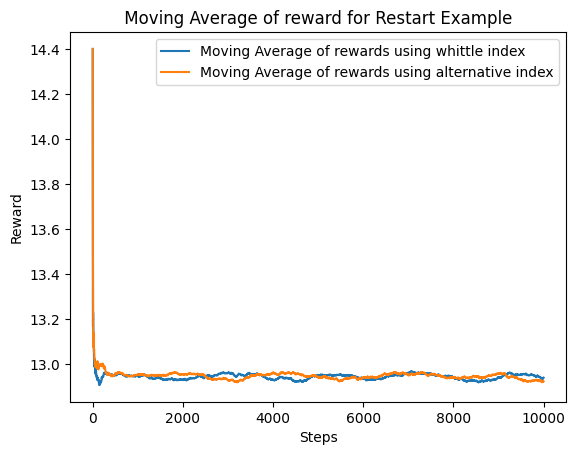 Moving Average of reward for Restart Example
Moving Average of rewards using whittle index
Moving Average of rewards using alternative index
14.4
14.2
14.0
13.8
13.6
13.4
13.2
13.0
Reward
0 2000 4000 6000 8000 10000
Steps